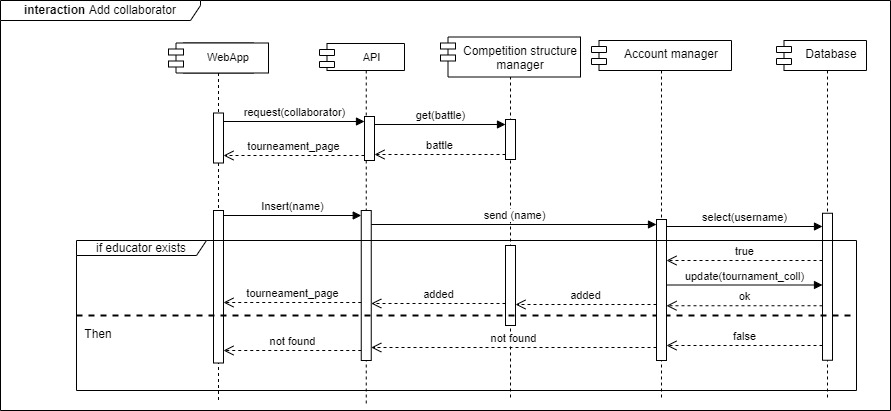 interaction Add collaborator
WebApp
API
Competition structure
manager
Account manager
Database
request(collaborator)
get(battle)
tourneament_page
battle
Insert(name)
send (name)
select(username)
if educator exists
true
update(tournament_coll)
tourneament_page
added
added
ok
Then
not found
not found
false